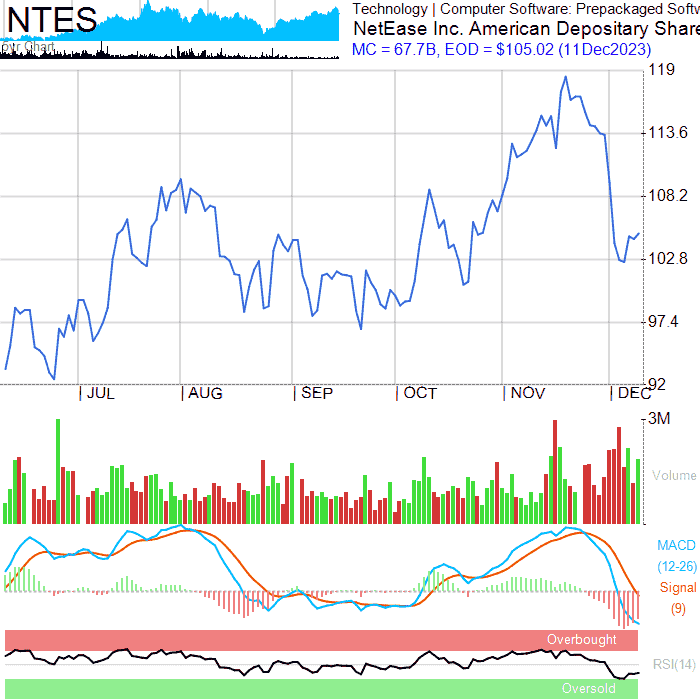 NTES
Technology | Computer Software: Prepackaged Softw
NetEase Inc. American Depositary Share
MC = 67.7B, EOD = $105.02 (11Dec2023)
Chart
119
113.6
108.2
102.8
97.4
92
JUL AUG SEP OCT NOV DEC
3M
Volume
MACD
(12-26)
Signal
(9)
Overbought
RSI(14)
Oversold